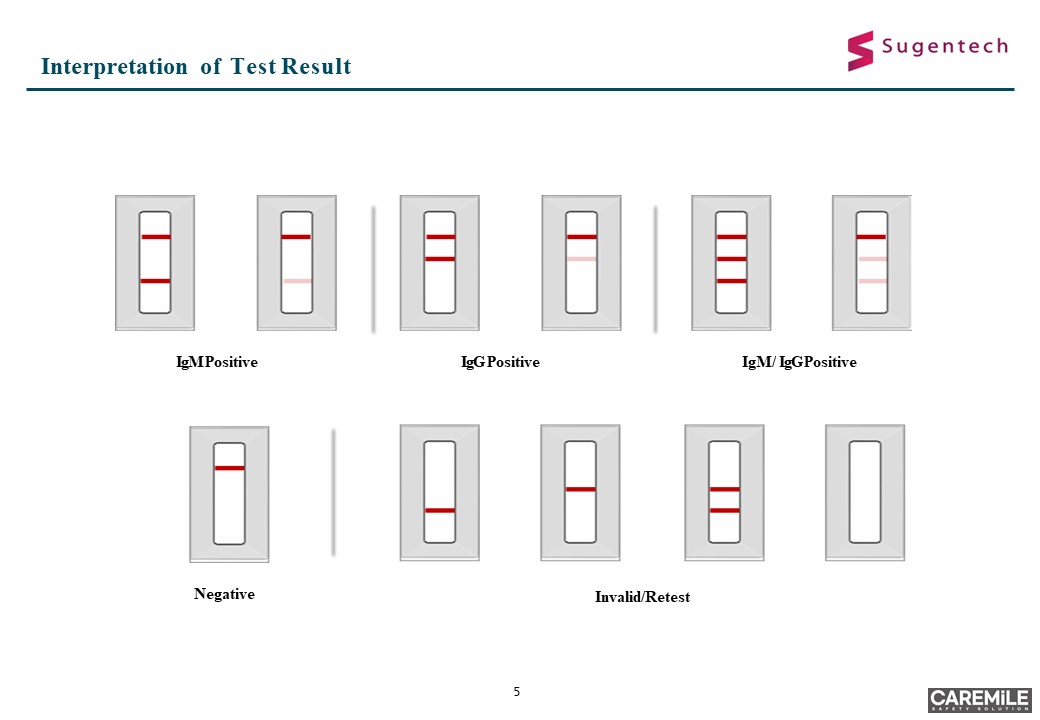 Interpretation of Test Result
Sugentech
IgM Positive
IgG Positive
IgM/ IgG Positive
Negative
Invalid/Retest
5
CAREMiLE
SAFETY SOLUTION